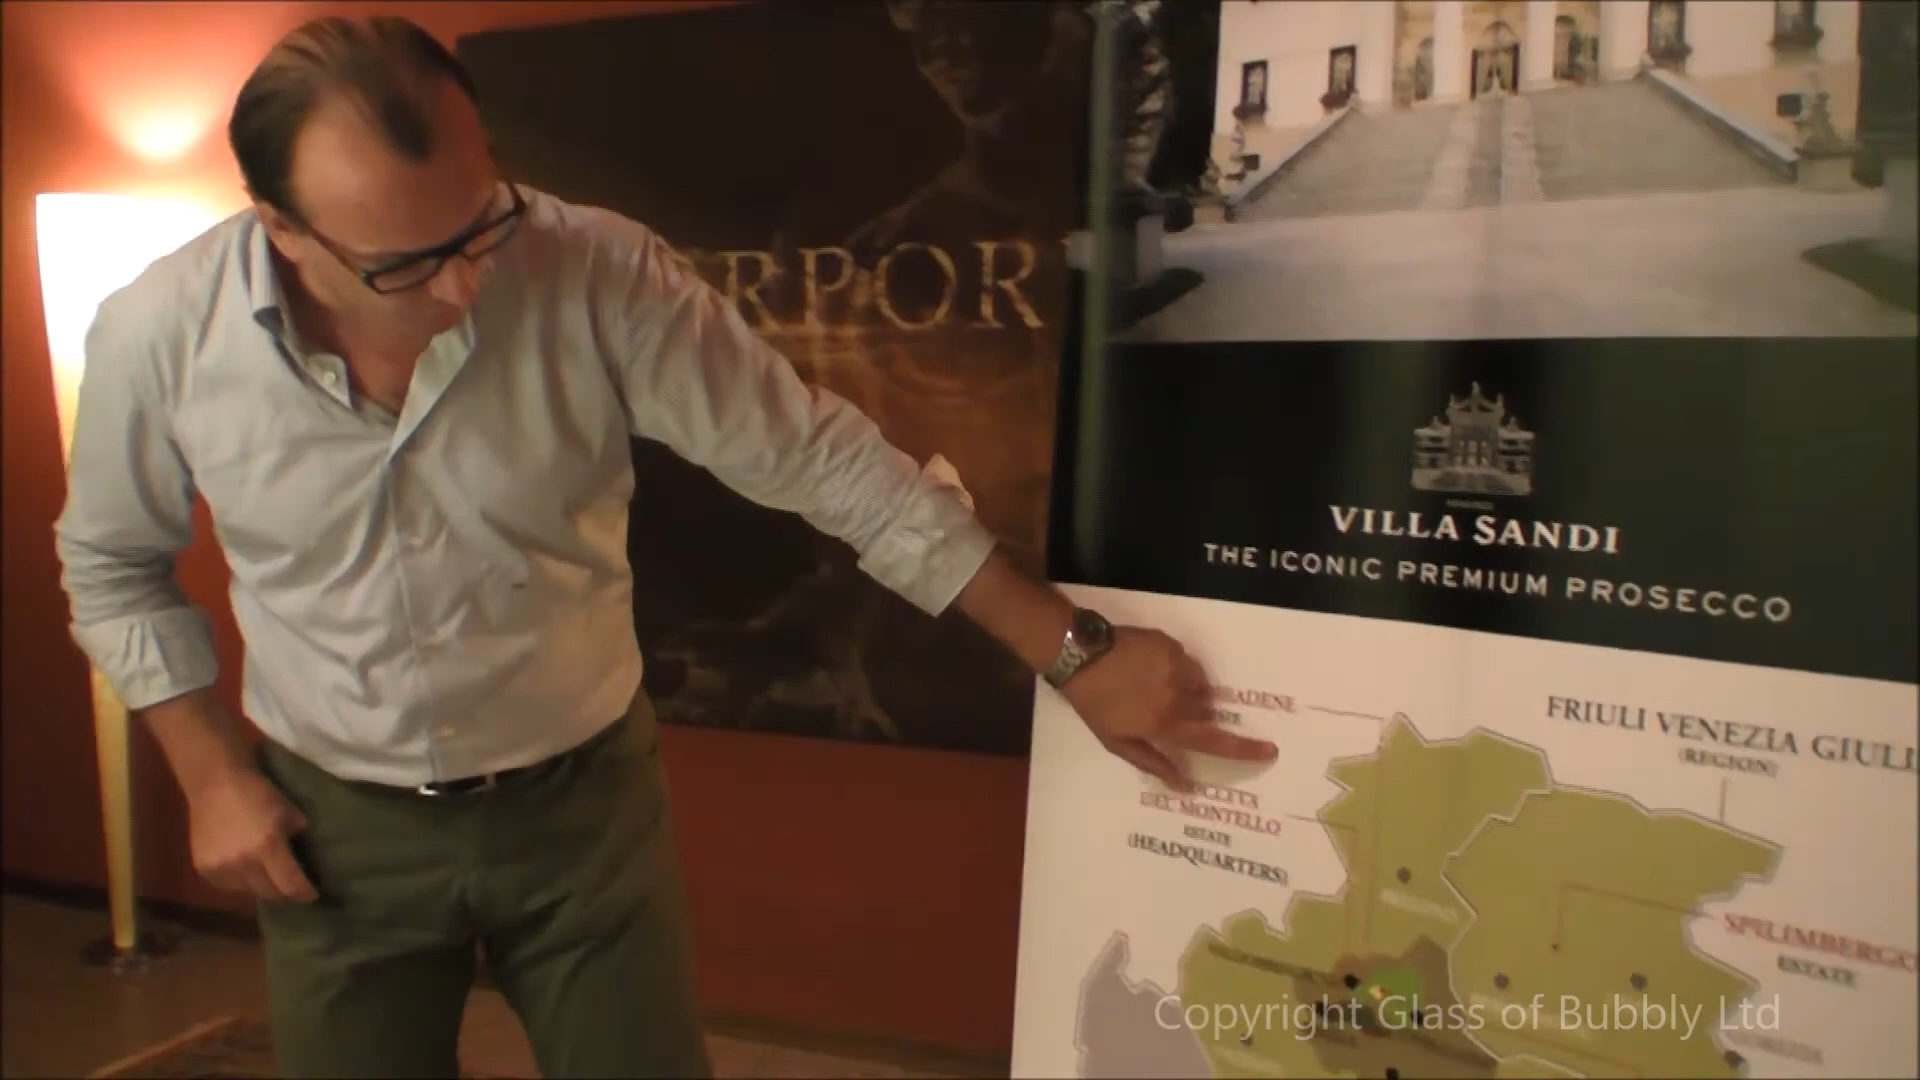 RPOR
VILLA SANDI
THE ICONIC PREMIUM PROSECCO
FRIULI VENEZIA GIULI
(REGION)
DEL MONTELLO
ESTATE
(HEADQUARTERS)
SPILIMBERGO
ESTATE
Copyright Glass of Bubbly Ltd